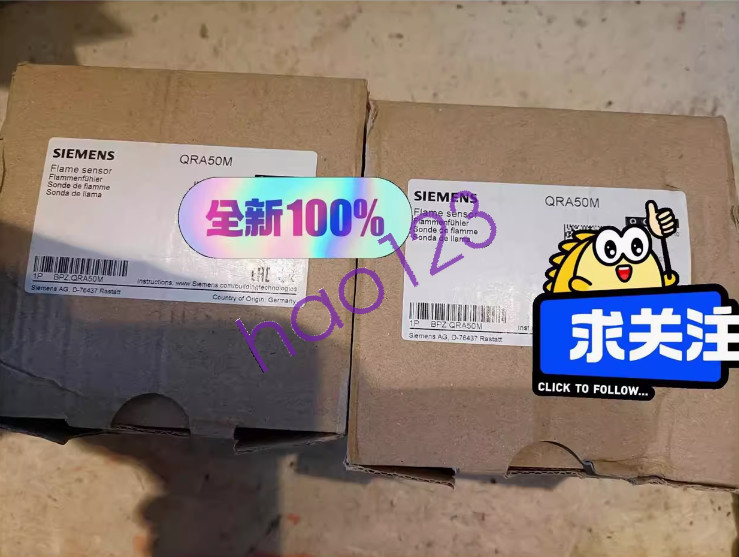 SIEMENS
QRA50M
Flame sensor
Flammenfühler
Sonde de flamme
Sonda de llama
1P BPZ:QRA50M
Instructions: www.Siemens.com/buildingtechnologies
Siemens AG, D-76437 Rastatt
Country of Origin: Germany
全新100%
hao123
SIEMENS
QRA50M
Flame sensor
Flammenfühler
Sonde de flamme
Sonda de llama
1P BPZ:QRA50M
Siemens AG, D-76437 Rastatt
求关注
CLICK TO FOLLOW...